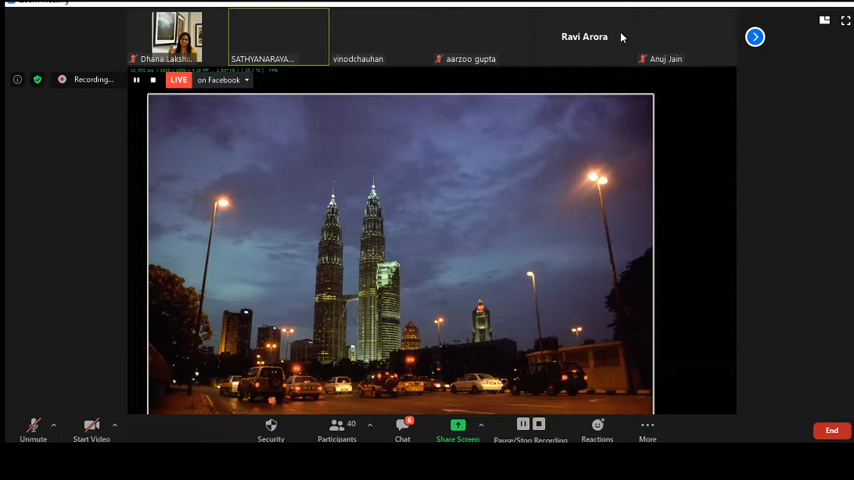 Ravi Arora
Dhana Laksh...
SATHYANARAYA...
vinodchauhan
aarzoo gupta
Anuj Jain
Recording...
LIVE
on Facebook
40
6
Unmute
Start Video
Security
Participants
Chat
Share Screen
Pause/Stop Recording
Reactions
More
End